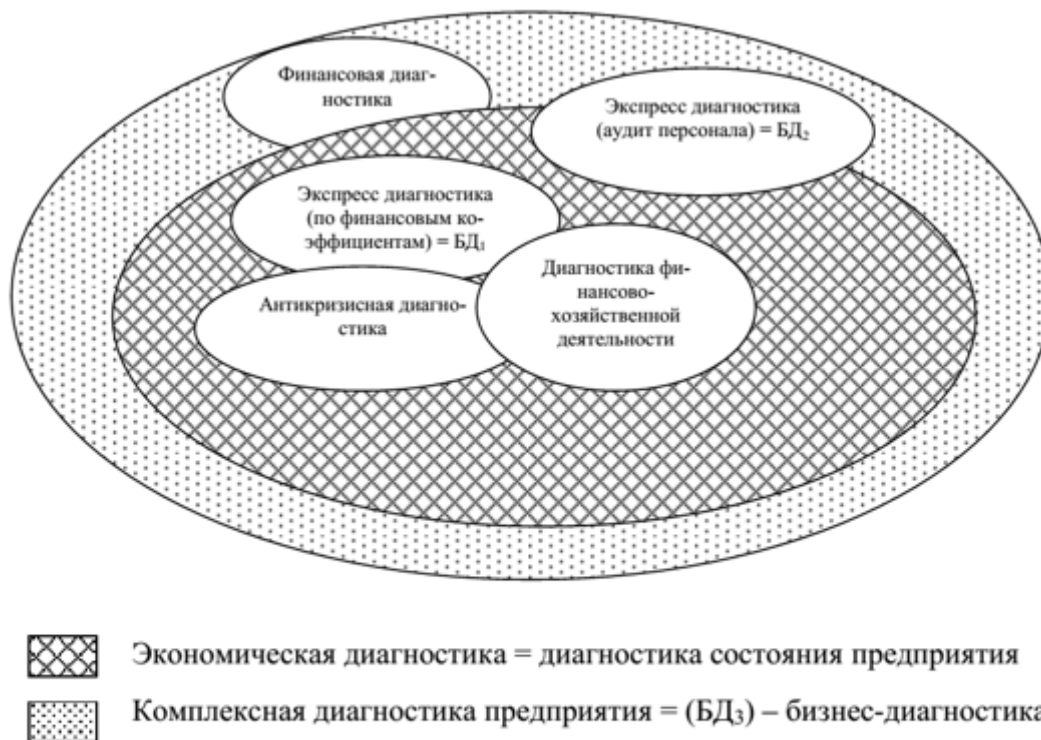 Финансовая диаг-
ностика
Экспресс диагностика
(аудит персонала) = БД₂
Экспресс диагностика
(по финансовым ко-
эффициентам) = БД₁
Диагностика фи-
нансово-
хозяйственной
деятельности
Антикризисная диагно-
стика
Экономическая диагностика = диагностика состояния предприятия
Комплексная диагностика предприятия = (БД₃) – бизнес-диагностика